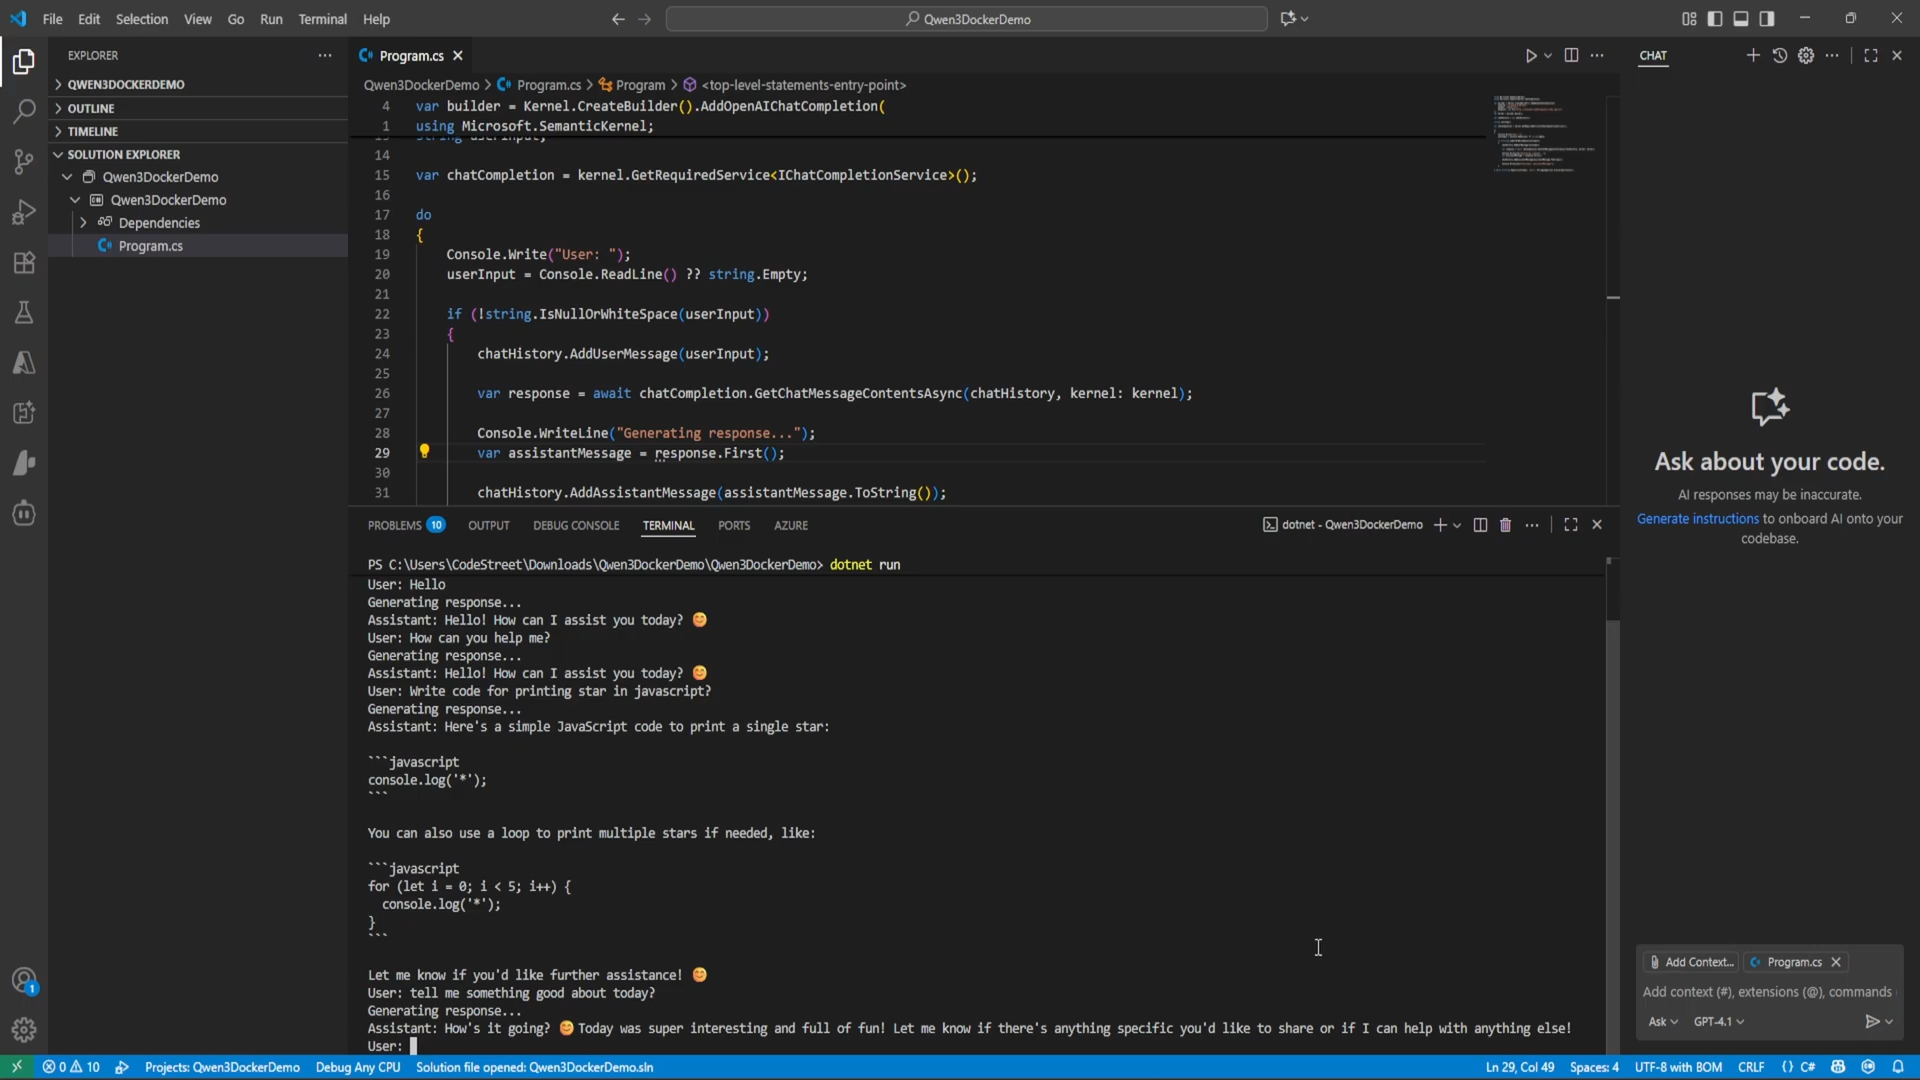 File Edit Selection View Go Run Terminal Help
Qwen3DockerDemo
EXPLORER
QWEN3DOCKERDEMO
OUTLINE
TIMELINE
SOLUTION EXPLORER
Qwen3DockerDemo
Qwen3DockerDemo
Dependencies
Program.cs
Program.cs
Qwen3DockerDemo > Program.cs > Program > <top-level-statements-entry-point>
4 var builder = Kernel.CreateBuilder().AddOpenAIChatCompletion(
1 using Microsoft.SemanticKernel;
string userInput;
14
15 var chatCompletion = kernel.GetRequiredService<IChatCompletionService>();
16
17 do
18 {
19 Console.Write("User: ");
20 userInput = Console.ReadLine() ?? string.Empty;
21
22 if (!string.IsNullOrWhiteSpace(userInput))
23 {
24 chatHistory.AddUserMessage(userInput);
25
26 var response = await chatCompletion.GetChatMessageContentsAsync(chatHistory, kernel: kernel);
27
28 Console.WriteLine("Generating response...");
29 var assistantMessage = response.First();
30
31 chatHistory.AddAssistantMessage(assistantMessage.ToString());
PROBLEMS 10 OUTPUT DEBUG CONSOLE TERMINAL PORTS AZURE
dotnet - Qwen3DockerDemo
PS C:\Users\CodeStreet\Downloads\Qwen3DockerDemo\Qwen3DockerDemo> dotnet run
User: Hello
Generating response...
Assistant: Hello! How can I assist you today? 😊
User: How can you help me?
Generating response...
Assistant: Hello! How can I assist you today? 😊
User: Write code for printing star in javascript?
Generating response...
Assistant: Here's a simple JavaScript code to print a single star:
```javascript
console.log('*');
```
You can also use a loop to print multiple stars if needed, like:
```javascript
for (let i = 0; i < 5; i++) {
console.log('*');
}
```
Let me know if you'd like further assistance! 😊
User: tell me something good about today?
Generating response...
Assistant: How's it going? 😊Today was super interesting and full of fun! Let me know if there's anything specific you'd like to share or if I can help with anything else!
User:
CHAT
Ask about your code.
AI responses may be inaccurate.
Generate instructions to onboard AI onto your
codebase.
Add Context... Program.cs
Add context (#), extensions (@), commands
Ask GPT-4.1
1
0 10 Projects: Qwen3DockerDemo Debug Any CPU Solution file opened: Qwen3DockerDemo.sln Ln 29, Col 49 Spaces: 4 UTF-8 with BOM CRLF {} C#